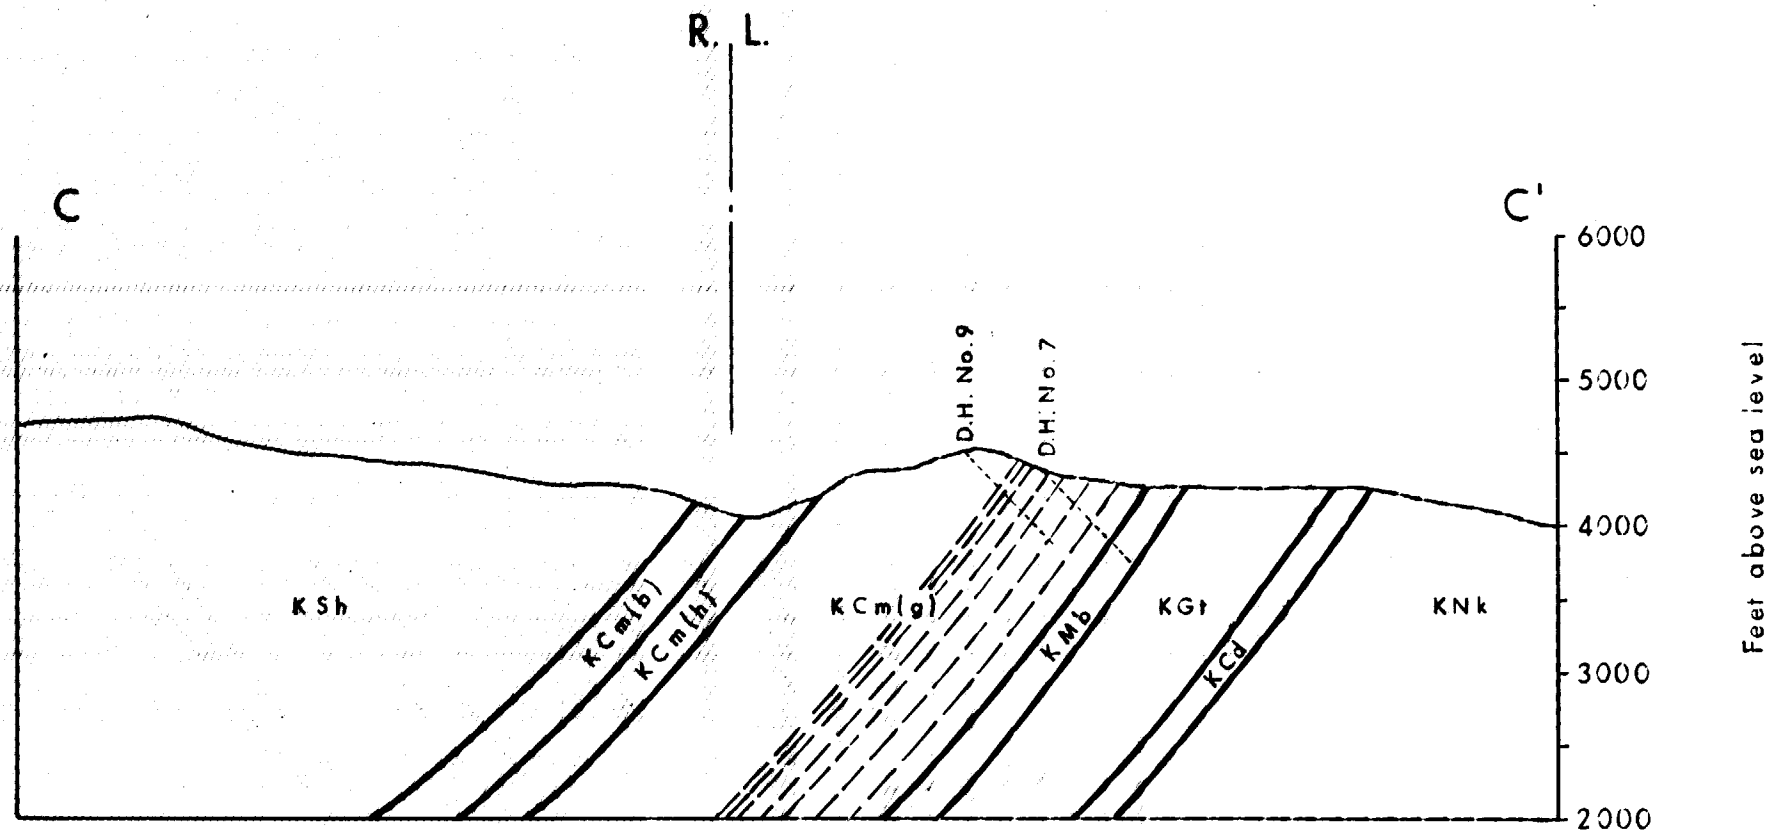 R. L.
C
C'
6000
5000
4000
3000
2000
Feet above sea level
D.H. No. 9
D.H. No. 7
KSh
KCm(b)
KCm(h)
KCm(g)
KMb
KGt
KCd
KNk